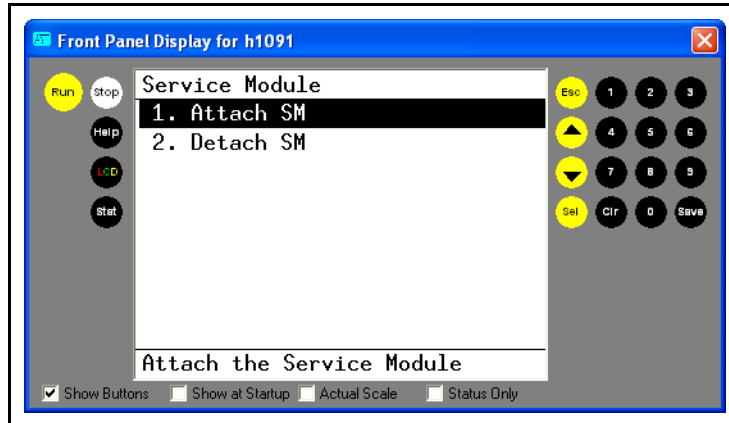 Front Panel Display for h1091
Run Stop Service Module Esc 1 2 3
1. Attach SM
Help 2. Detach SM 4 5 6
LCD 7 8 9
Stat Sel Clr 0 Save
Attach the Service Module
Show Buttons Show at Startup Actual Scale Status Only